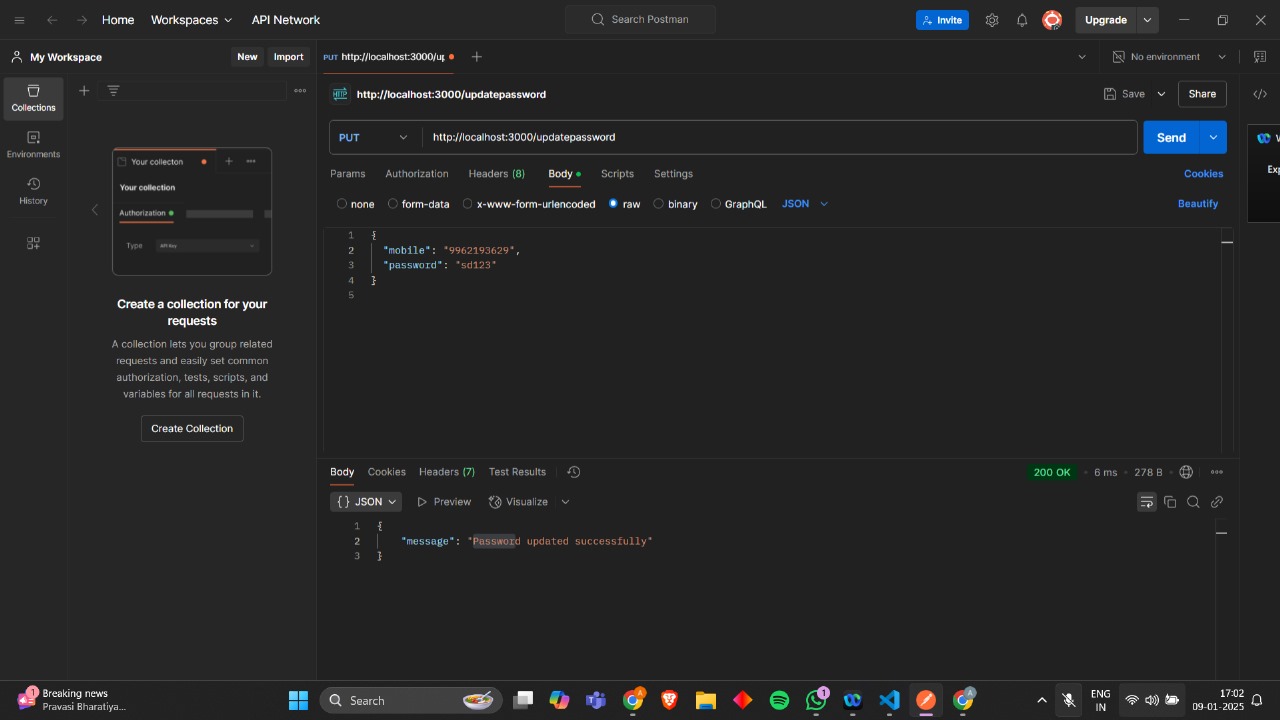 Home Workspaces API Network Search Postman Invite Upgrade
My Workspace New Import PUT http://localhost:3000/up No environment
Collections
Environments
History
Your collecton
Your collection
Authorization
Type API Key
Create a collection for your
requests
A collection lets you group related
requests and easily set common
authorization, tests, scripts, and
variables for all requests in it.
Create Collection
HTTP http://localhost:3000/updatepassword Save Share
PUT http://localhost:3000/updatepassword Send
Params Authorization Headers (8) Body Scripts Settings Cookies
none form-data x-www-form-urlencoded raw binary GraphQL JSON Beautify
1 {
2 "mobile": "9962193629",
3 "password": "sd123"
4 }
5
Body Cookies Headers (7) Test Results 200 OK 6 ms 278 B
{ } JSON Preview Visualize
1 {
2 "message": "Password updated successfully"
3 }
1 Breaking news
Pravasi Bharatiya...
Search
1
ENG
IN
17:02
09-01-2025